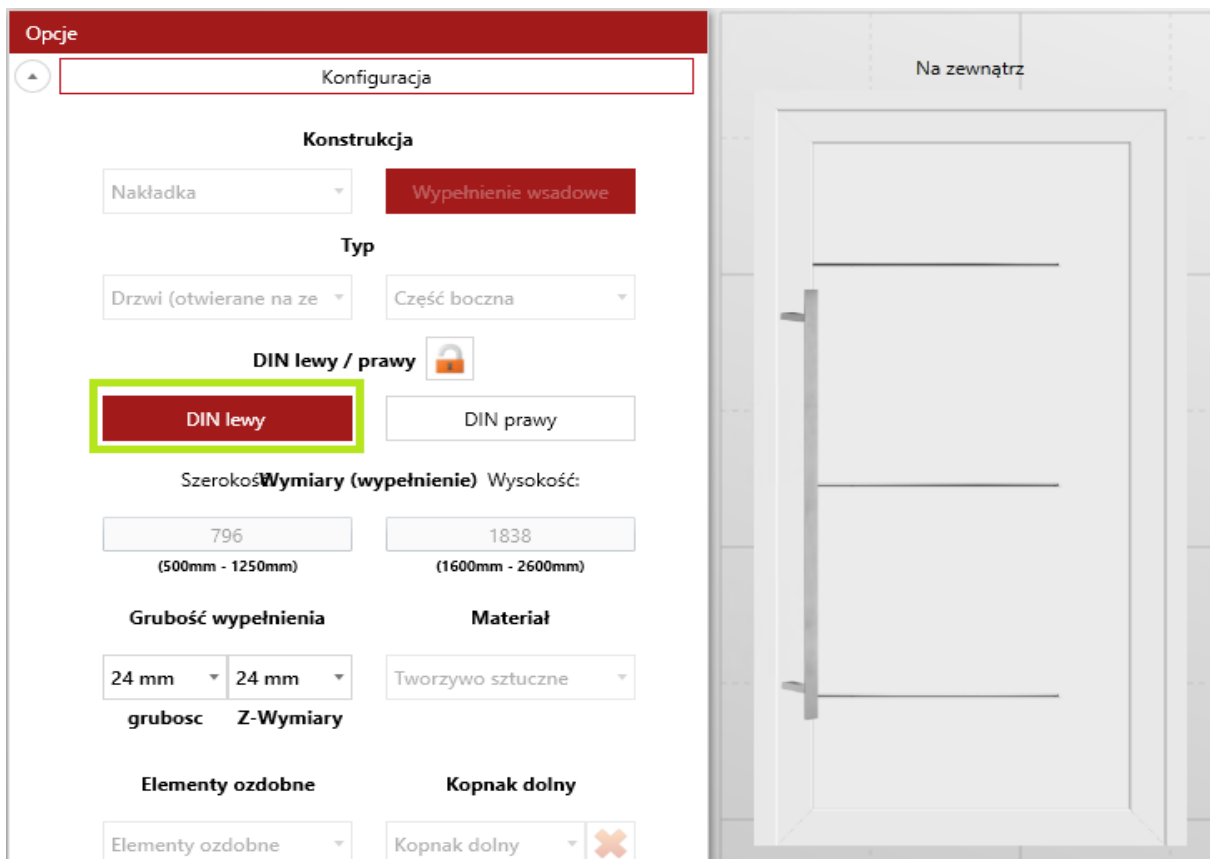 Opcje
Konfiguracja
Na zewnątrz
Konstrukcja
Nakładka
Wypełnienie wsadowe
Typ
Drzwi (otwierane na ze
Część boczna
DIN lewy / prawy
DIN lewy
DIN prawy
Szerokość Wymiary (wypełnienie) Wysokość:
796
1838
(500mm - 1250mm)
(1600mm - 2600mm)
Grubość wypełnienia
Materiał
24 mm
24 mm
Tworzywo sztuczne
grubosc
Z-Wymiary
Elementy ozdobne
Kopnak dolny
Elementy ozdobne
Kopnak dolny